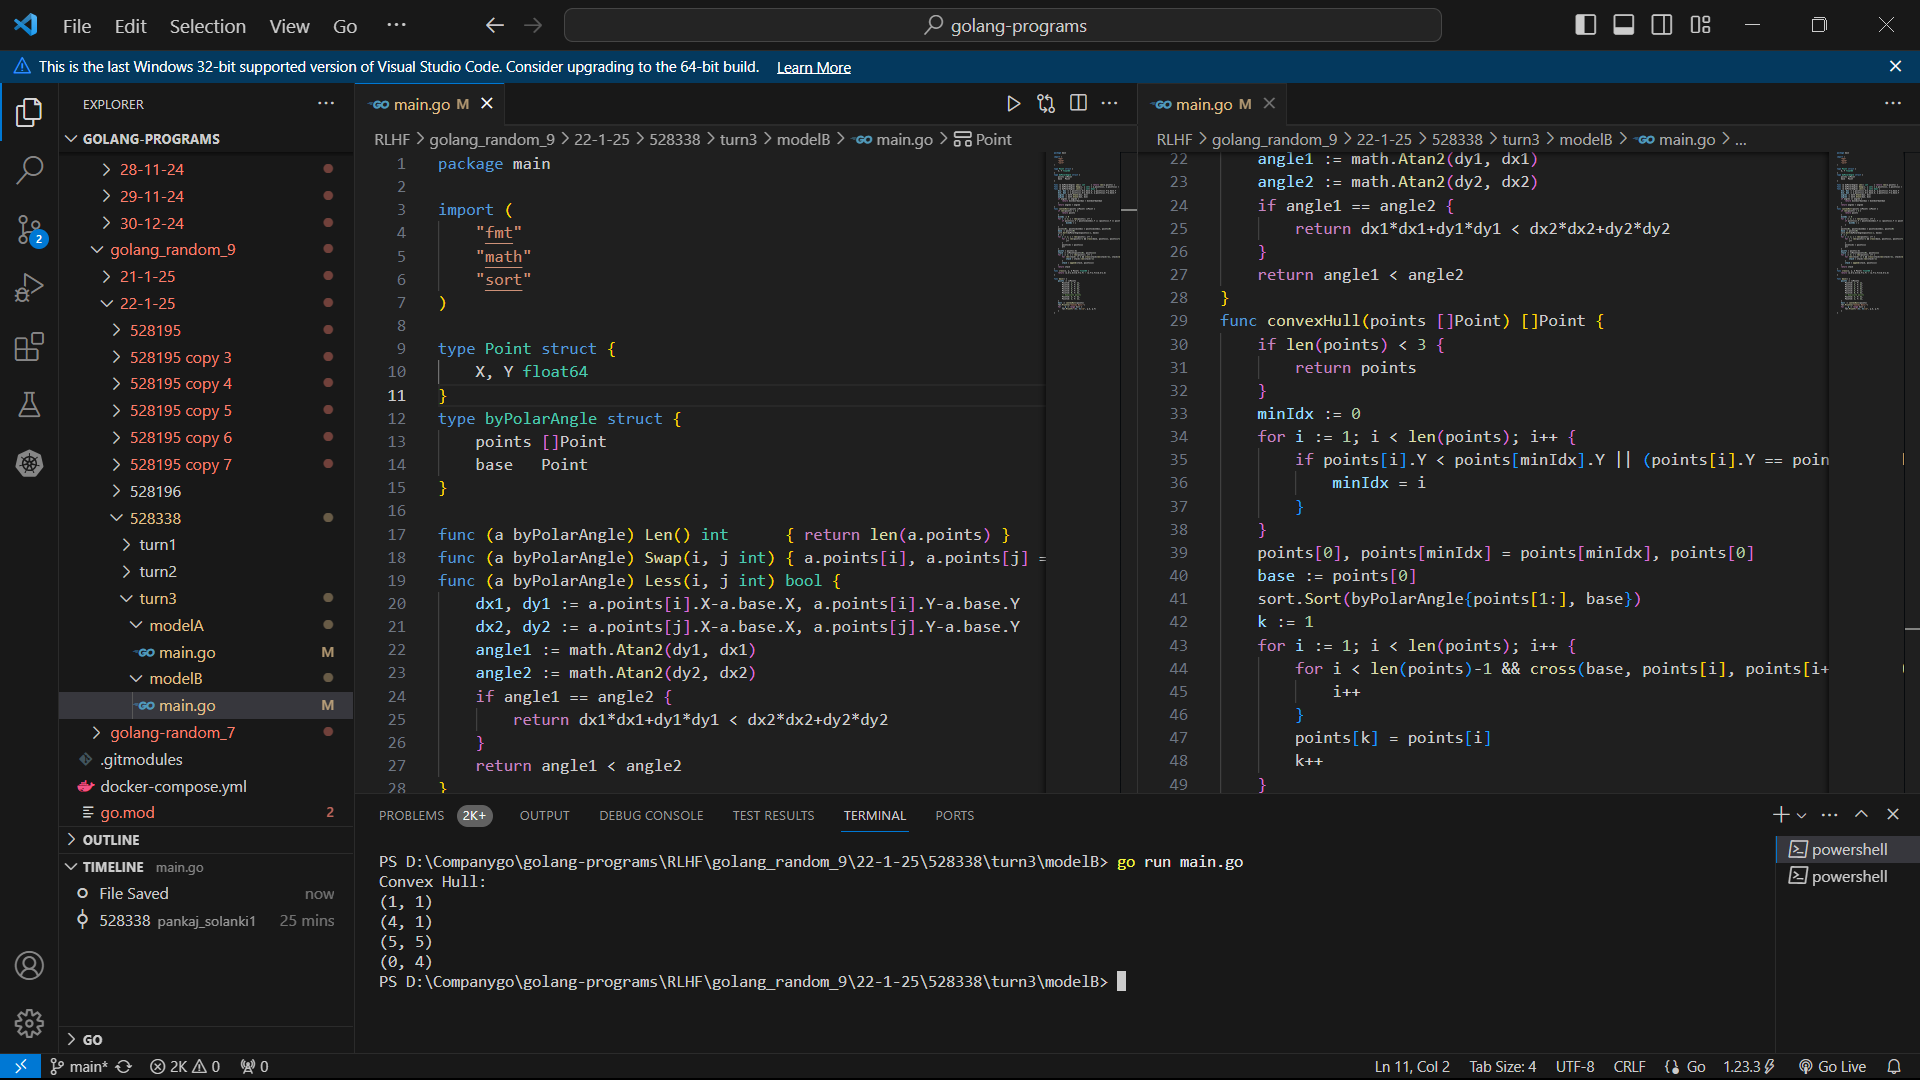 File Edit Selection View Go ···
golang-programs
This is the last Windows 32-bit supported version of Visual Studio Code. Consider upgrading to the 64-bit build. Learn More
EXPLORER
GOLANG-PROGRAMS
28-11-24
29-11-24
30-12-24
golang_random_9
21-1-25
22-1-25
528195
528195 copy 3
528195 copy 4
528195 copy 5
528195 copy 6
528195 copy 7
528196
528338
turn1
turn2
turn3
modelA
main.go M
modelB
main.go M
golang-random_7
.gitmodules
docker-compose.yml
go.mod 2
OUTLINE
TIMELINE main.go
File Saved now
528338 pankaj_solanki1 25 mins
GO
2
main.go M
RLHF > golang_random_9 > 22-1-25 > 528338 > turn3 > modelB > main.go > Point
1 package main
2
3 import (
4 "fmt"
5 "math"
6 "sort"
7 )
8
9 type Point struct {
10 X, Y float64
11 }
12 type byPolarAngle struct {
13 points []Point
14 base Point
15 }
16
17 func (a byPolarAngle) Len() int { return len(a.points) }
18 func (a byPolarAngle) Swap(i, j int) { a.points[i], a.points[j] =
19 func (a byPolarAngle) Less(i, j int) bool {
20 dx1, dy1 := a.points[i].X-a.base.X, a.points[i].Y-a.base.Y
21 dx2, dy2 := a.points[j].X-a.base.X, a.points[j].Y-a.base.Y
22 angle1 := math.Atan2(dy1, dx1)
23 angle2 := math.Atan2(dy2, dx2)
24 if angle1 == angle2 {
25 return dx1*dx1+dy1*dy1 < dx2*dx2+dy2*dy2
26 }
27 return angle1 < angle2
28 }
main.go M
RLHF > golang_random_9 > 22-1-25 > 528338 > turn3 > modelB > main.go > ...
22 angle1 := math.Atan2(dy1, dx1)
23 angle2 := math.Atan2(dy2, dx2)
24 if angle1 == angle2 {
25 return dx1*dx1+dy1*dy1 < dx2*dx2+dy2*dy2
26 }
27 return angle1 < angle2
28 }
29 func convexHull(points []Point) []Point {
30 if len(points) < 3 {
31 return points
32 }
33 minIdx := 0
34 for i := 1; i < len(points); i++ {
35 if points[i].Y < points[minIdx].Y || (points[i].Y == poin
36 minIdx = i
37 }
38 }
39 points[0], points[minIdx] = points[minIdx], points[0]
40 base := points[0]
41 sort.Sort(byPolarAngle{points[1:], base})
42 k := 1
43 for i := 1; i < len(points); i++ {
44 for i < len(points)-1 && cross(base, points[i], points[i+
45 i++
46 }
47 points[k] = points[i]
48 k++
49 }
PROBLEMS 2K+ OUTPUT DEBUG CONSOLE TEST RESULTS TERMINAL PORTS
PS D:\Companygo\golang-programs\RLHF\golang_random_9\22-1-25\528338\turn3\modelB> go run main.go
Convex Hull:
(1, 1)
(4, 1)
(5, 5)
(0, 4)
PS D:\Companygo\golang-programs\RLHF\golang_random_9\22-1-25\528338\turn3\modelB>
powershell
powershell
main* 2K 0 0 Ln 11, Col 2 Tab Size: 4 UTF-8 CRLF Go 1.23.3 Go Live